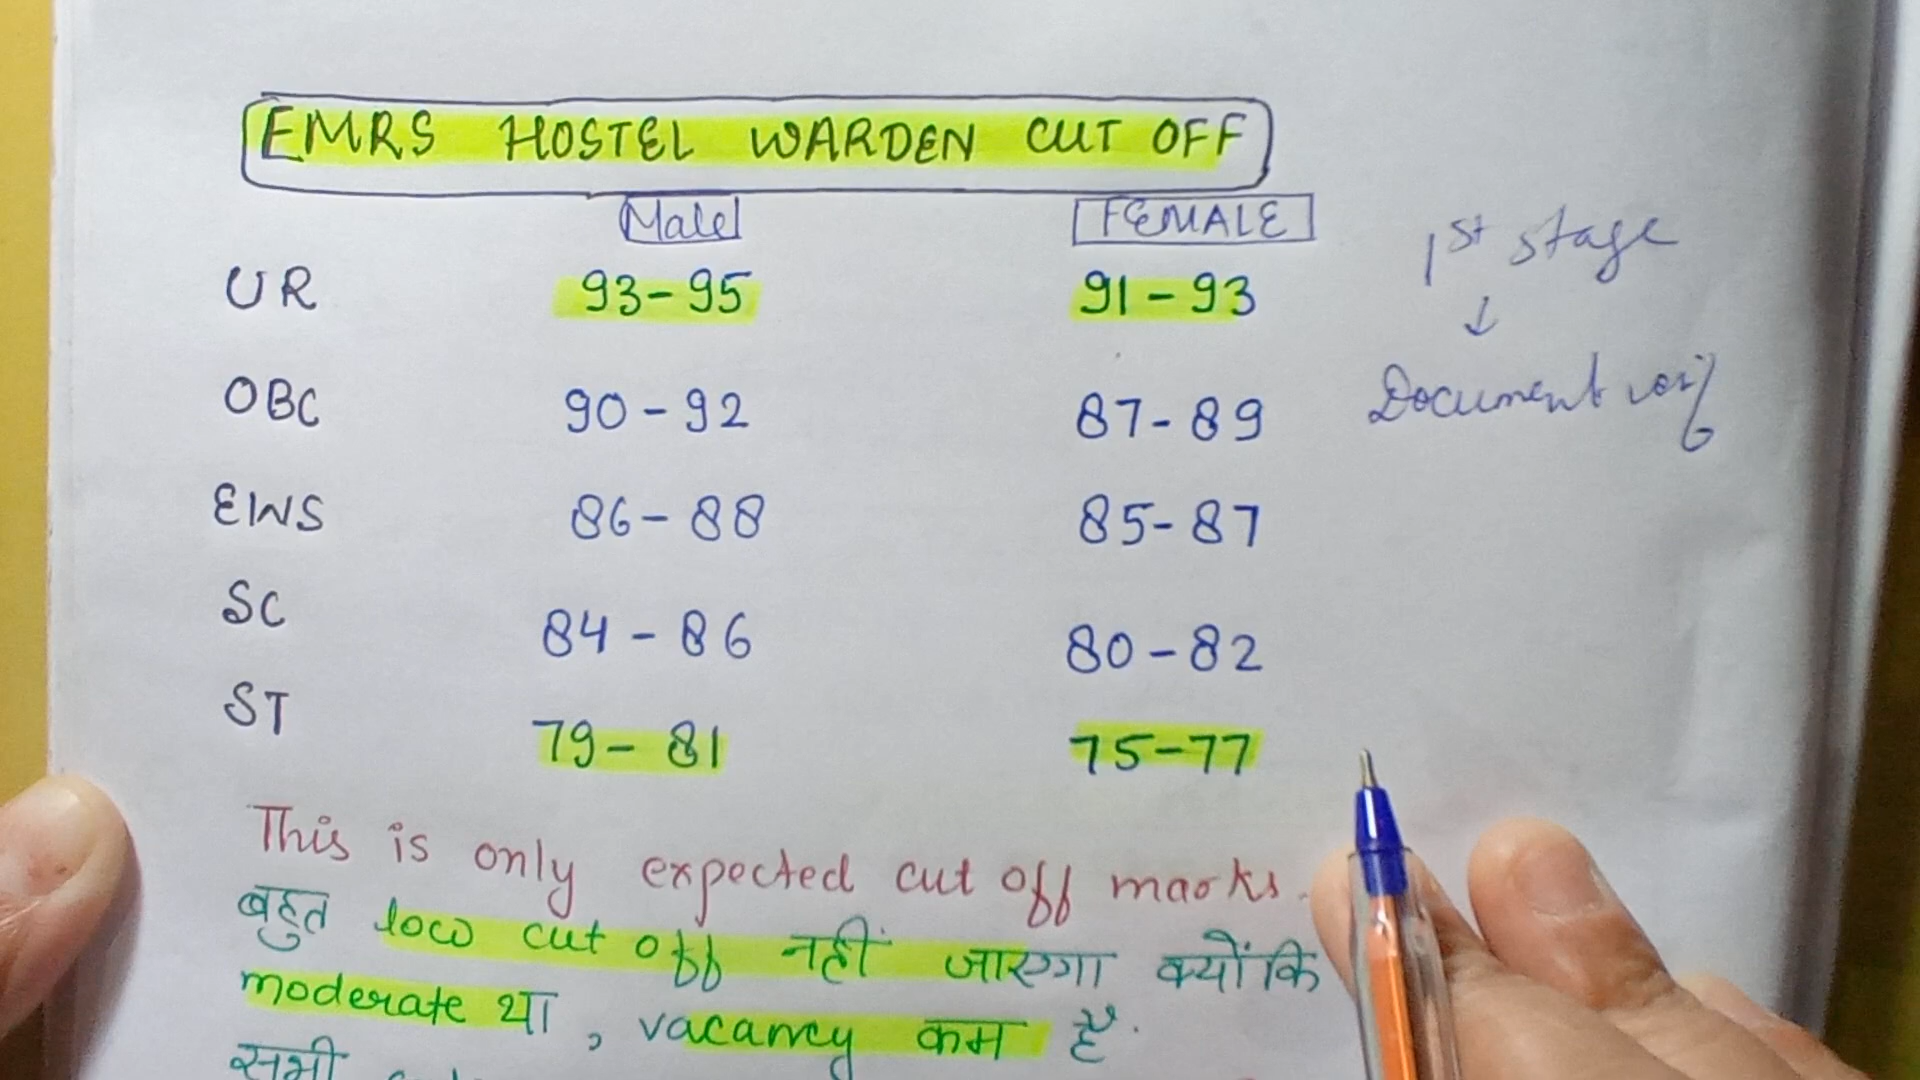 EMRS HOSTEL WARDEN CUT OFF
Male FEMALE
UR 93-95 91-93
OBC 90-92 87-89
EWS 86-88 85-87
SC 84-86 80-82
ST 79-81 75-77
1st stage
↓
Document
This is only expected cut off marks.
बहुत low cut off नहीं जाएगा क्योंकि
moderate था, vacancy कम है.
सभी